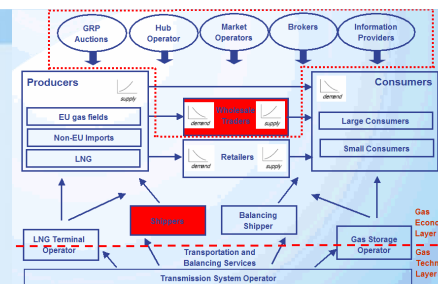 GRP
Auctions
Hub
Operator
Market
Operators
Brokers
Information
Providers
Producers
supply
EU gas fields
Non-EU Imports
LNG
demand
Wholesale
Traders
supply
demand
Retailers
supply
Consumers
demand
Large Consumers
Small Consumers
Shippers
Balancing
Shipper
LNG Terminal
Operator
Transportation and
Balancing Services
Gas Storage
Operator
Transmission System Operator
Gas
Econo
Layer
Gas
Techn
Layer